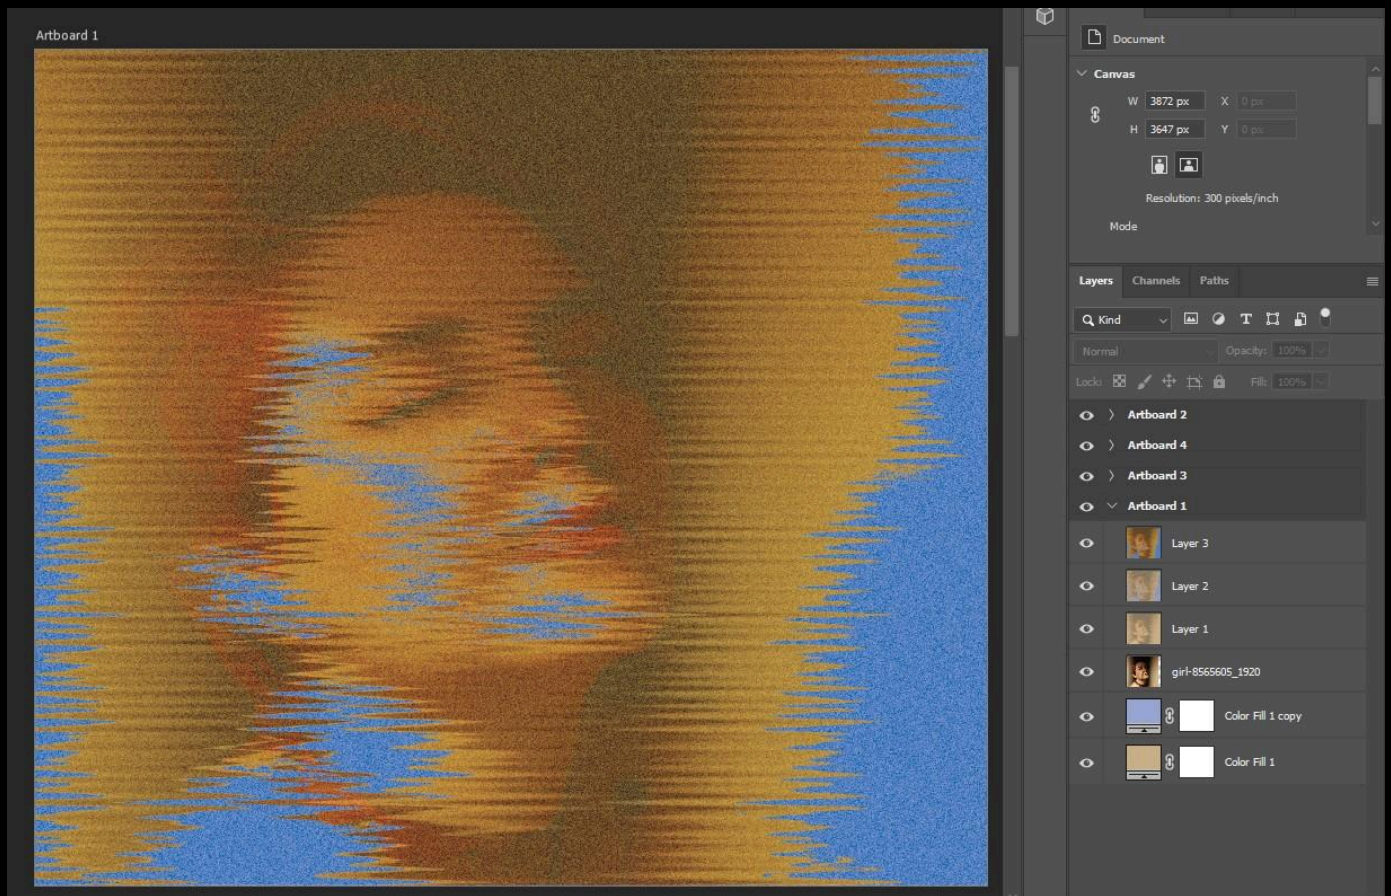 Artboard 1
Document
Canvas
W 3872 px X 0 px
H 3647 px Y 0 px
Resolution: 300 pixels/inch
Mode
Layers Channels Paths
Kind
Normal Opacity: 100%
Lock: Fill: 100%
Artboard 2
Artboard 4
Artboard 3
Artboard 1
Layer 3
Layer 2
Layer 1
girl-8565605_1920
Color Fill 1 copy
Color Fill 1